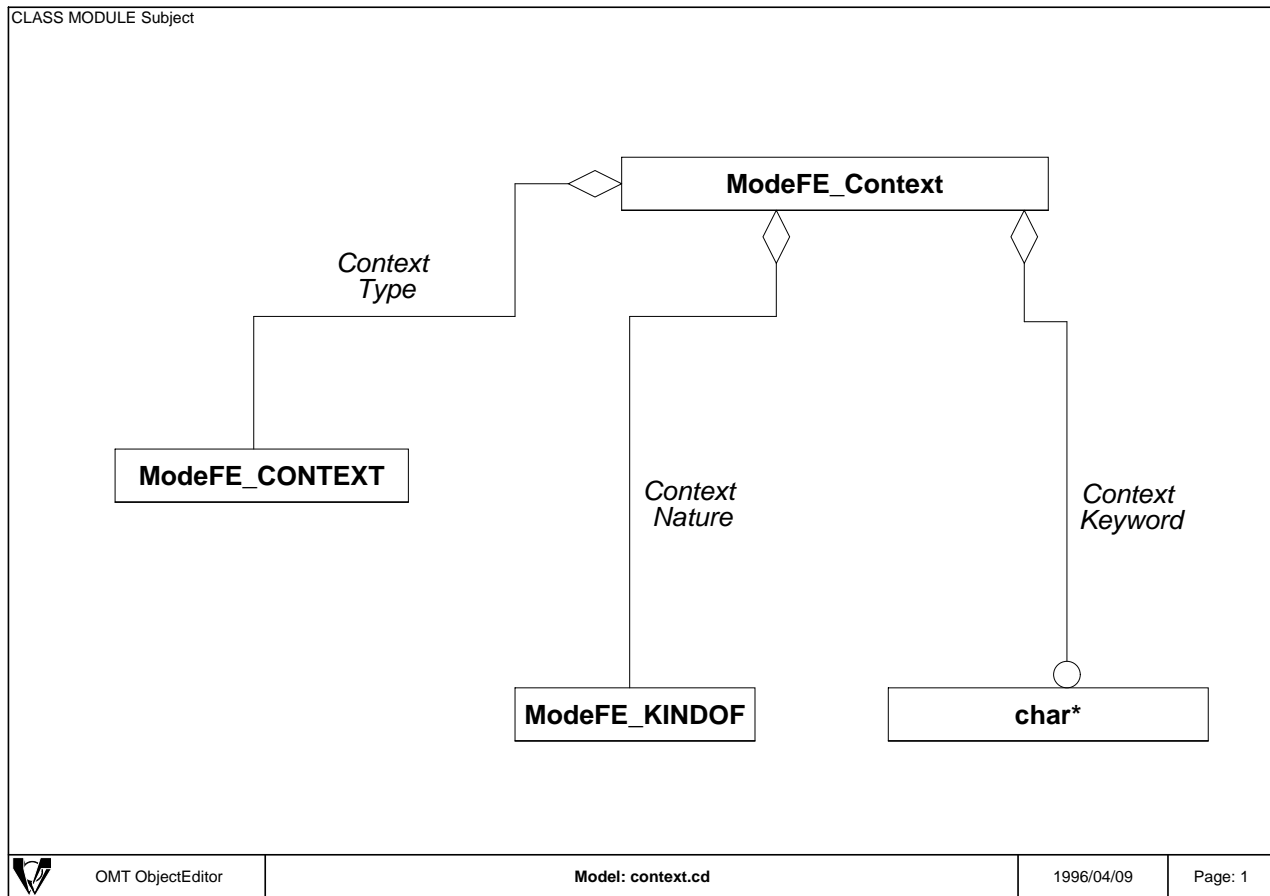 CLASS MODULE Subject
ModeFE_Context
Context
Type
ModeFE_CONTEXT
Context
Nature
Context
Keyword
ModeFE_KINDOF
char*
OMT ObjectEditor
Model: context.cd
1996/04/09
Page: 1